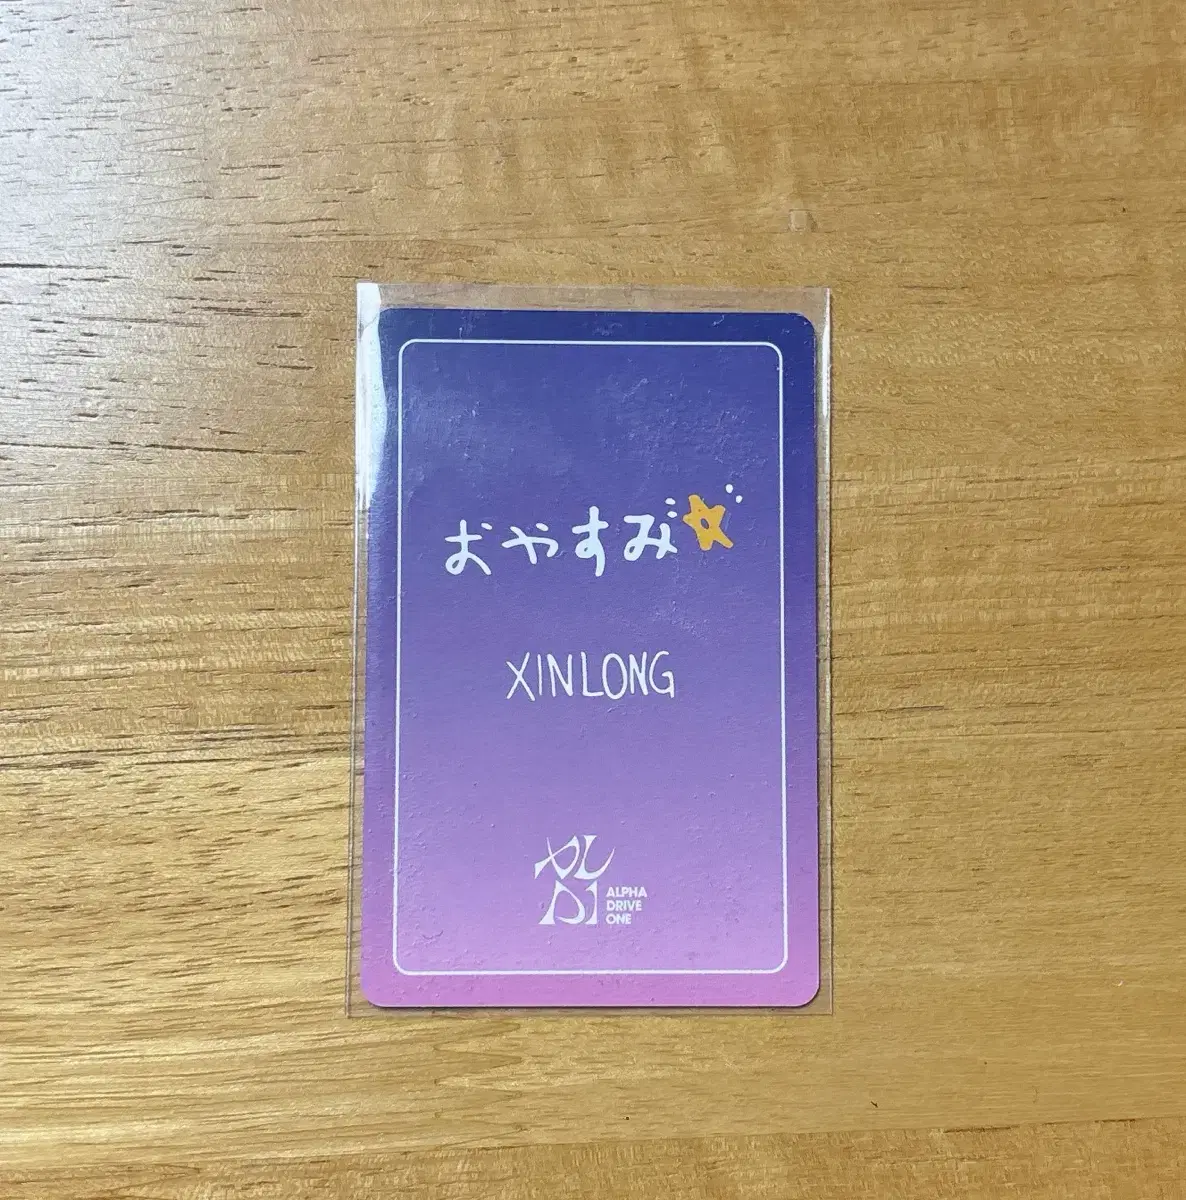 おやすみ
XINLONG
ALPHA
DRIVE
ONE